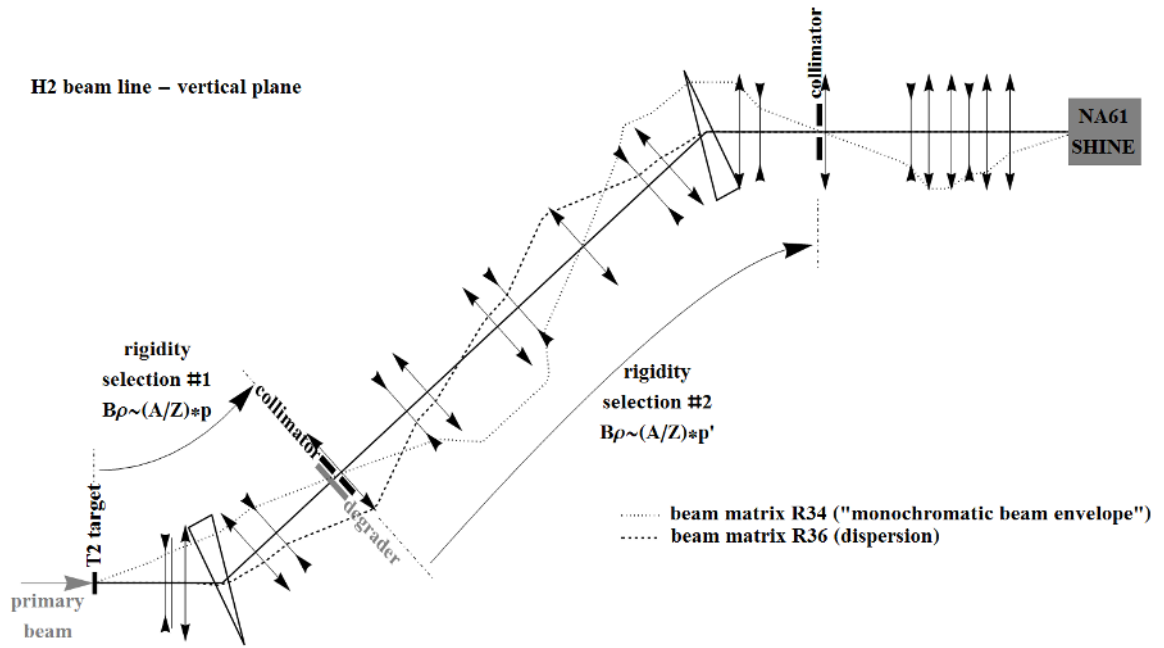 H2 beam line – vertical plane
collimator
NA61
SHINE
rigidity
selection #1
Bρ~(A/Z)*p
collimator
degrader
rigidity
selection #2
Bρ~(A/Z)*p'
T2 target
primary
beam
beam matrix R34 ("monochromatic beam envelope")
beam matrix R36 (dispersion)